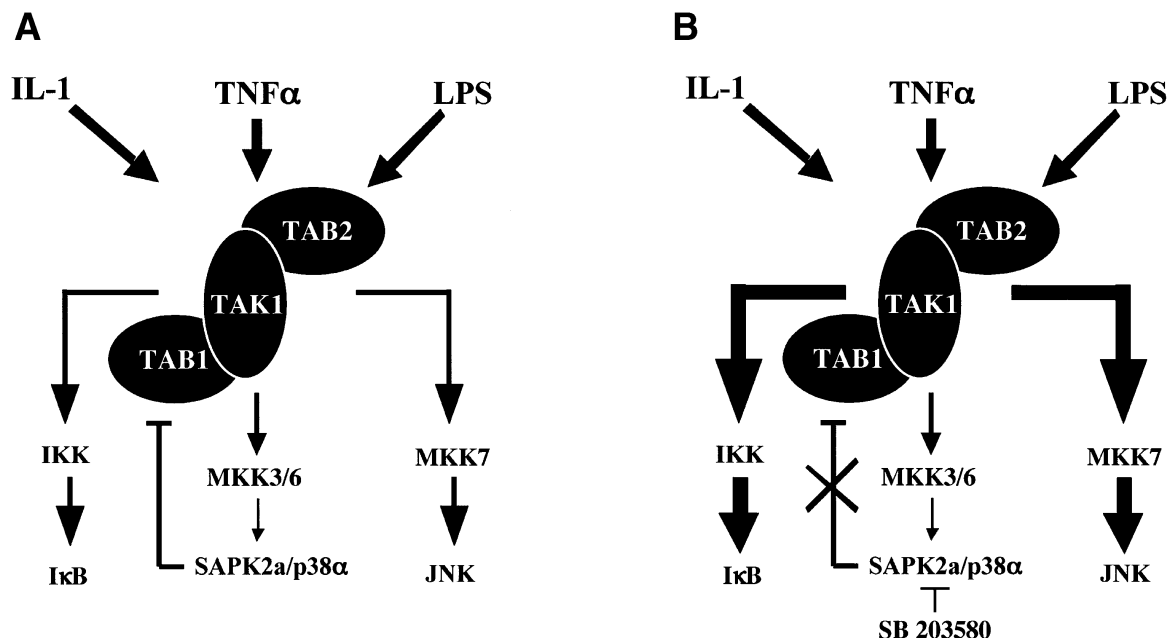 A
IL-1
TNFα
LPS
TAB2
TAK1
TAB1
IKK
MKK3/6
MKK7
IκB
SAPK2a/p38α
JNK
B
IL-1
TNFα
LPS
TAB2
TAK1
TAB1
IKK
MKK3/6
MKK7
IκB
SAPK2a/p38α
JNK
SB 203580